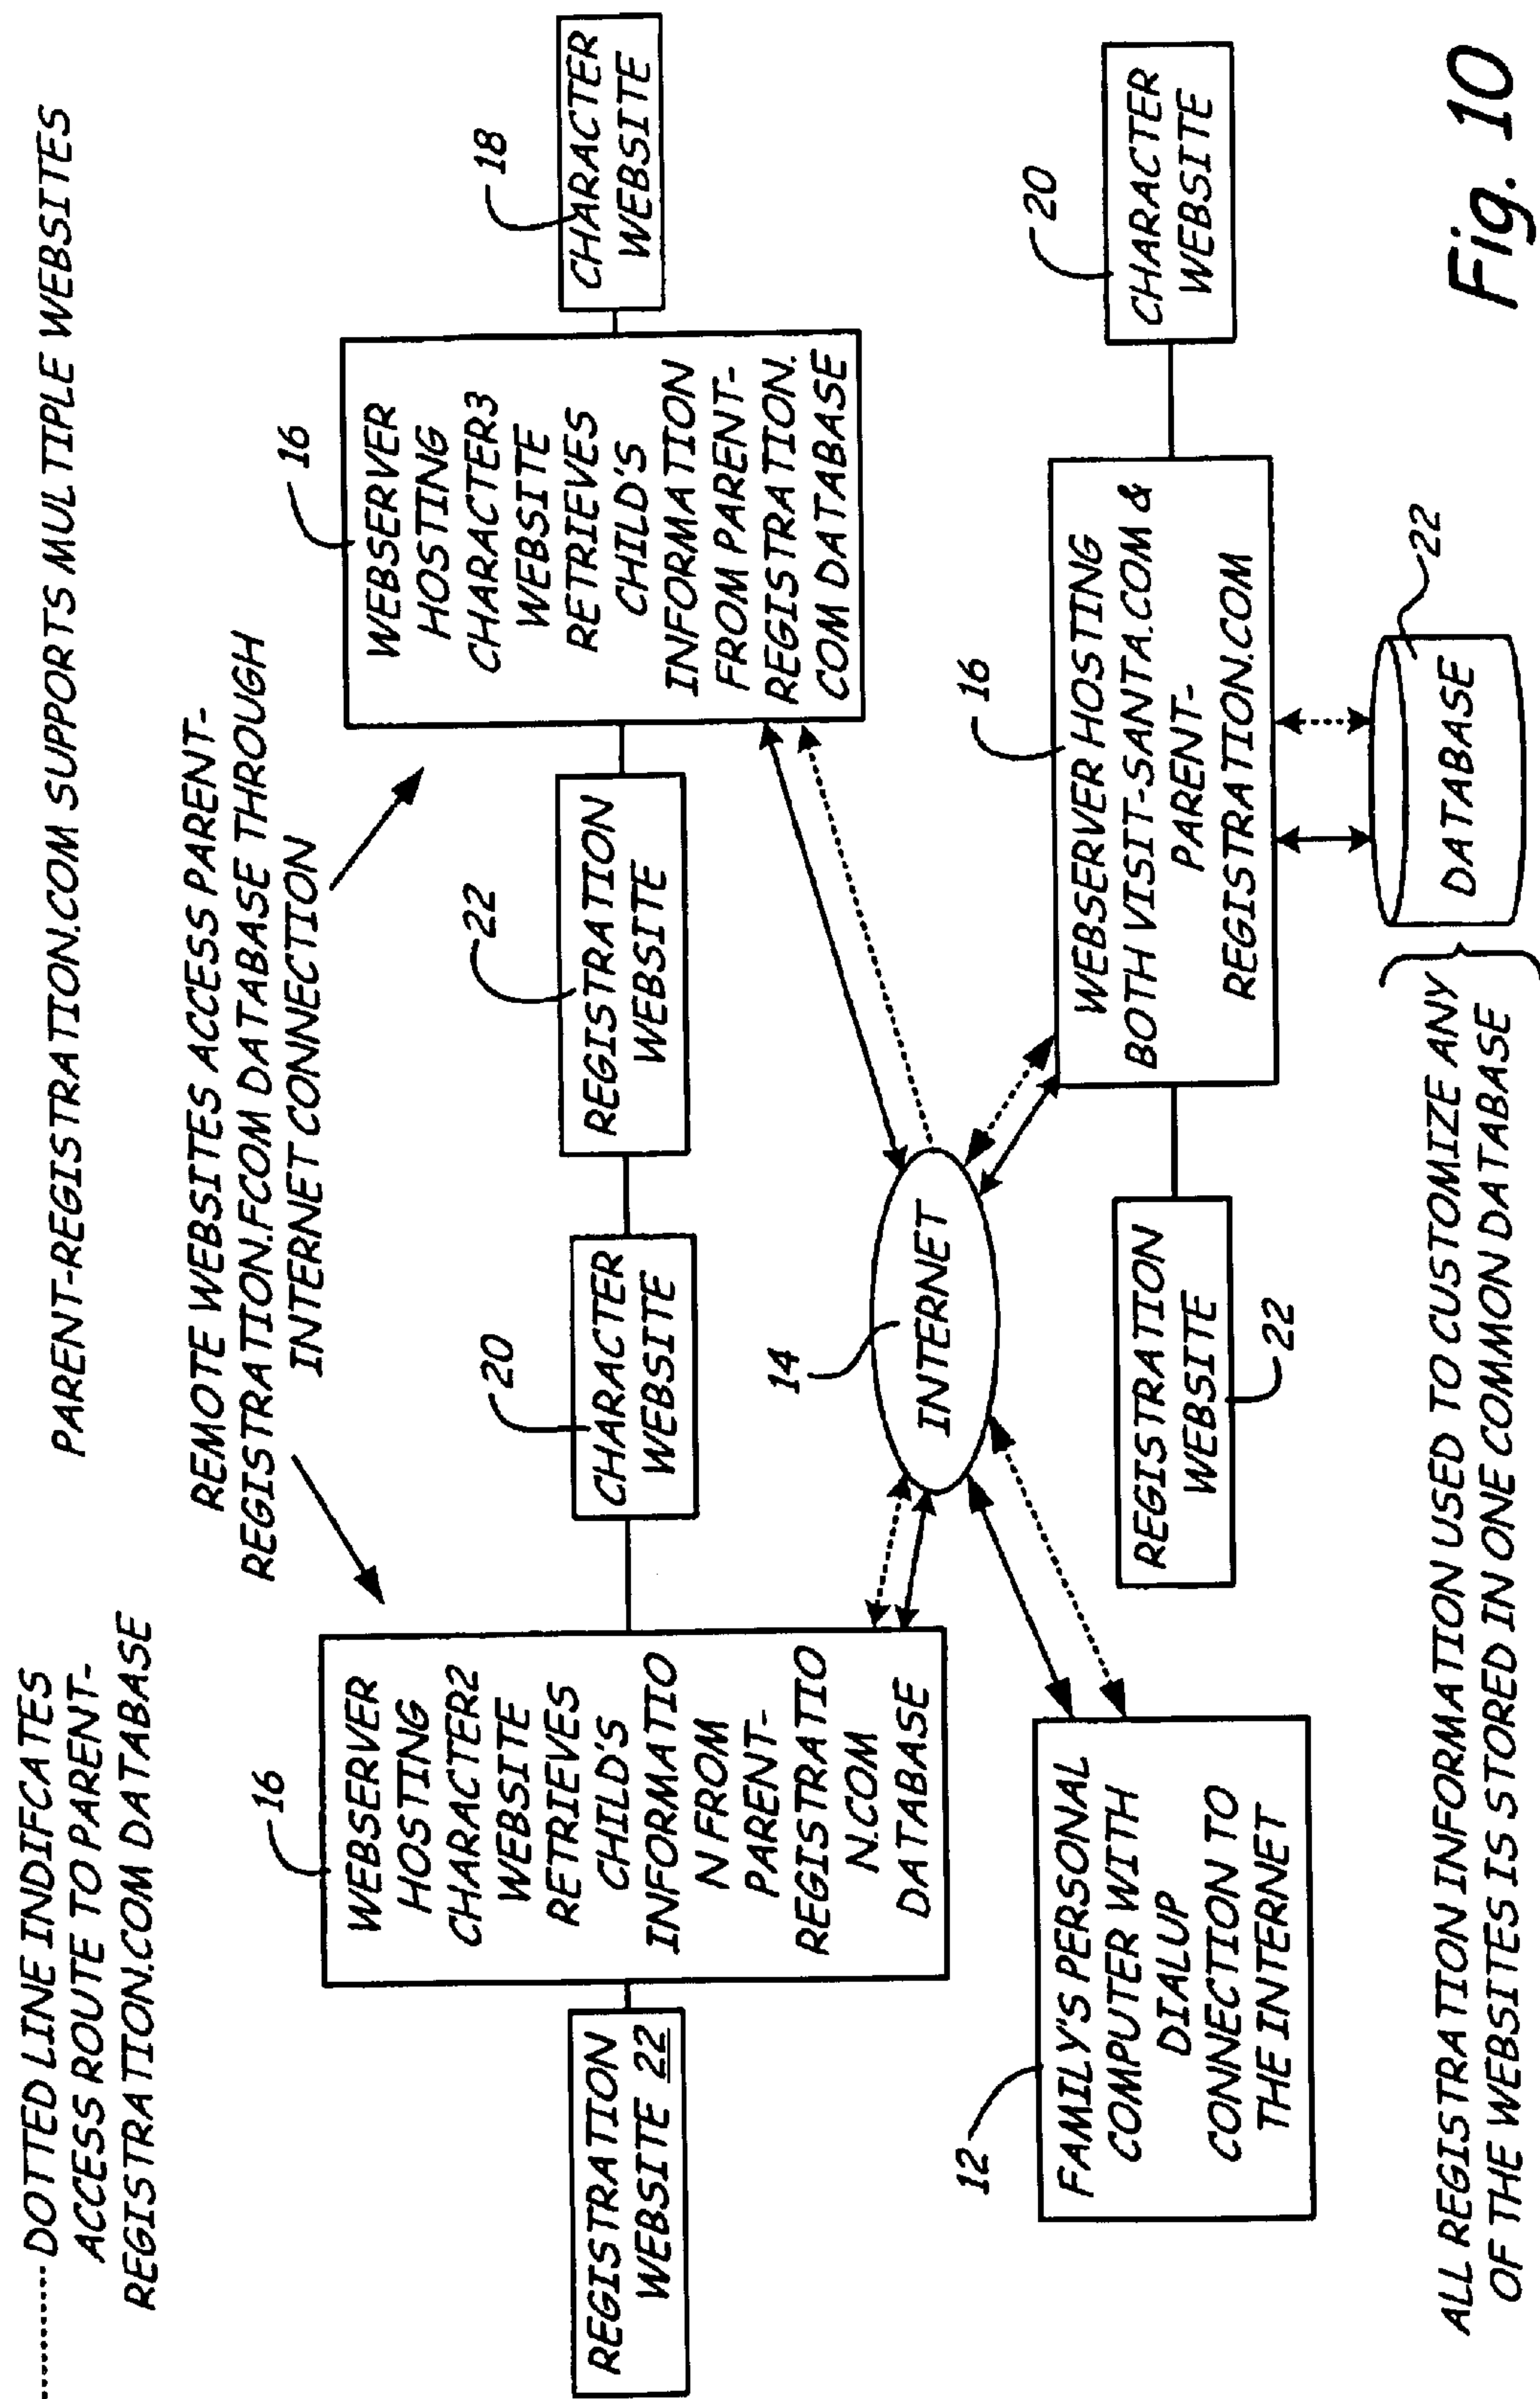 .......... DOTTED LINE INDIFCATES
ACCESS ROUTE TO PARENT-
REGISTRATION.COM DATABASE
PARENT-REGISTRATION.COM SUPPORTS MULTIPLE WEBSITES
REMOTE WEBSITES ACCESS PARENT-
REGISTRATION.FCOM DATABASE THROUGH
INTERNET CONNECTION
16
WEBSERVER
HOSTING
CHARACTER2
WEBSITE
RETRIEVES
CHILD'S
INFORMATIO
N FROM
PARENT-
REGISTRATIO
N.COM
DATABASE
REGISTRATION
WEBSITE 22
20
CHARACTER
WEBSITE
22
REGISTRATION
WEBSITE
16
WEBSERVER
HOSTING
CHARACTER3
WEBSITE
RETRIEVES
CHILD'S
INFORMATION
FROM PARENT-
REGISTRATION.
COM DATABASE
18
CHARACTER
WEBSITE
14
INTERNET
12
FAMILY'S PERSONAL
COMPUTER WITH
DIALUP
CONNECTION TO
THE INTERNET
REGISTRATION
WEBSITE
22
16
WEBSERVER HOSTING
BOTH VISIT-SANTA.COM &
PARENT-
REGISTRATION.COM
20
CHARACTER
WEBSITE
22
DATABASE
ALL REGISTRATION INFORMATION USED TO CUSTOMIZE ANY
OF THE WEBSITES IS STORED IN ONE COMMON DATABASE
Fig. 10